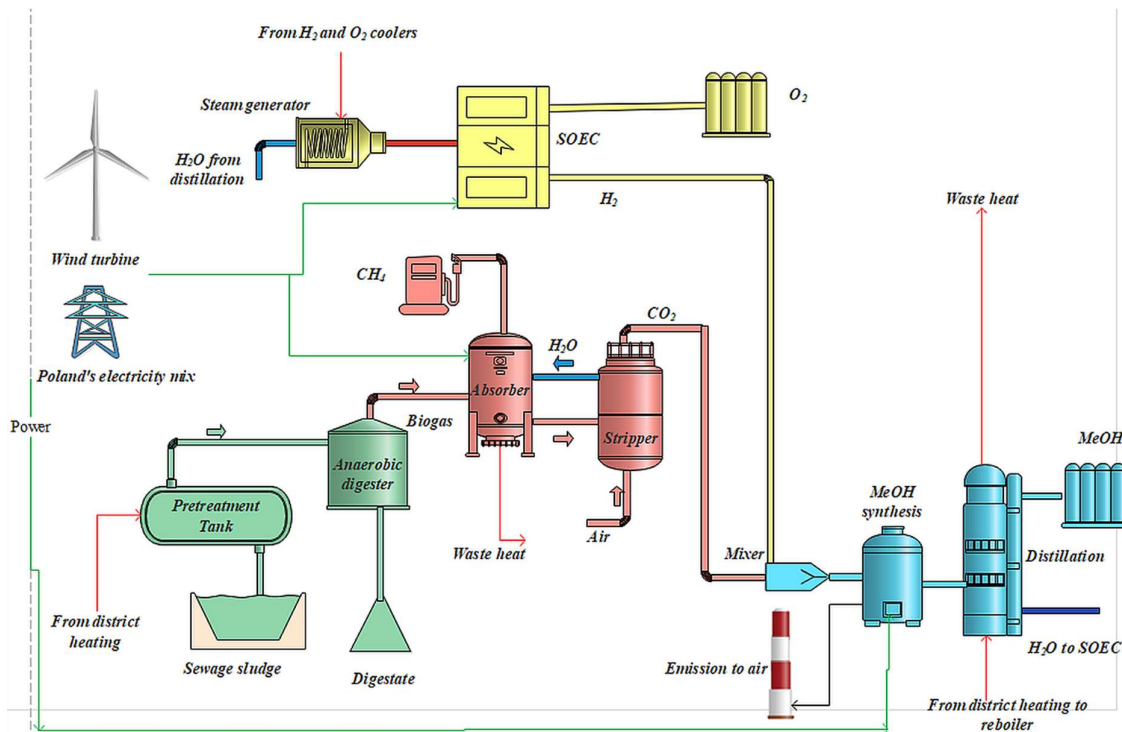 From H2 and O2 coolers
Steam generator
O2
SOEC
H2O from
distillation
H2
Waste heat
Wind turbine
CH4
CO2
H2O
Poland's electricity mix
Absorber
Biogas
Power
Stripper
Anaerobic
digester
MeOH
Pretreatment
Tank
MeOH
synthesis
Waste heat
Air
Mixer
Distillation
From district
heating
Sewage sludge
Digestate
Emission to air
H2O to SOEC
From district heating to
reboiler